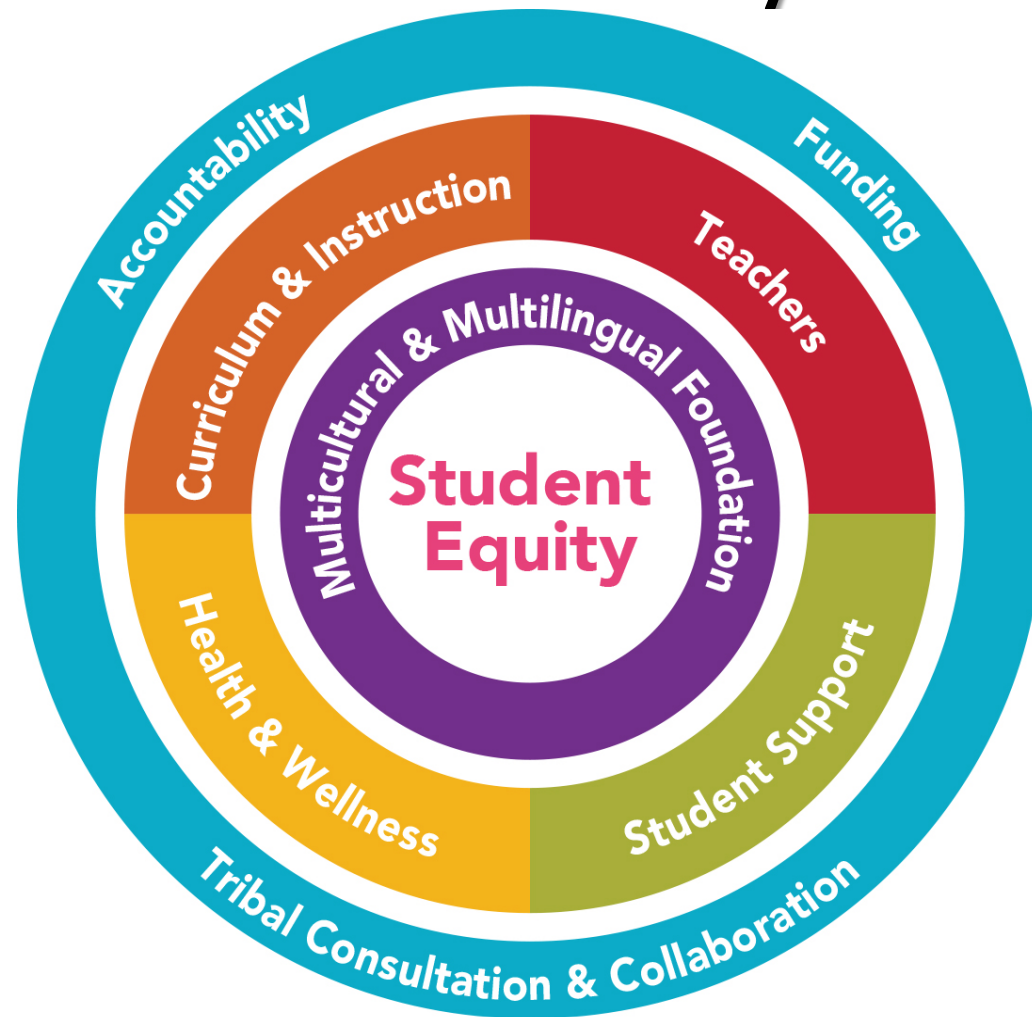 Accountability
Funding
Curriculum & Instruction
Teachers
Multicultural & Multilingual Foundation
Student
Equity
Health & Wellness
Student Support
Tribal Consultation & Collaboration